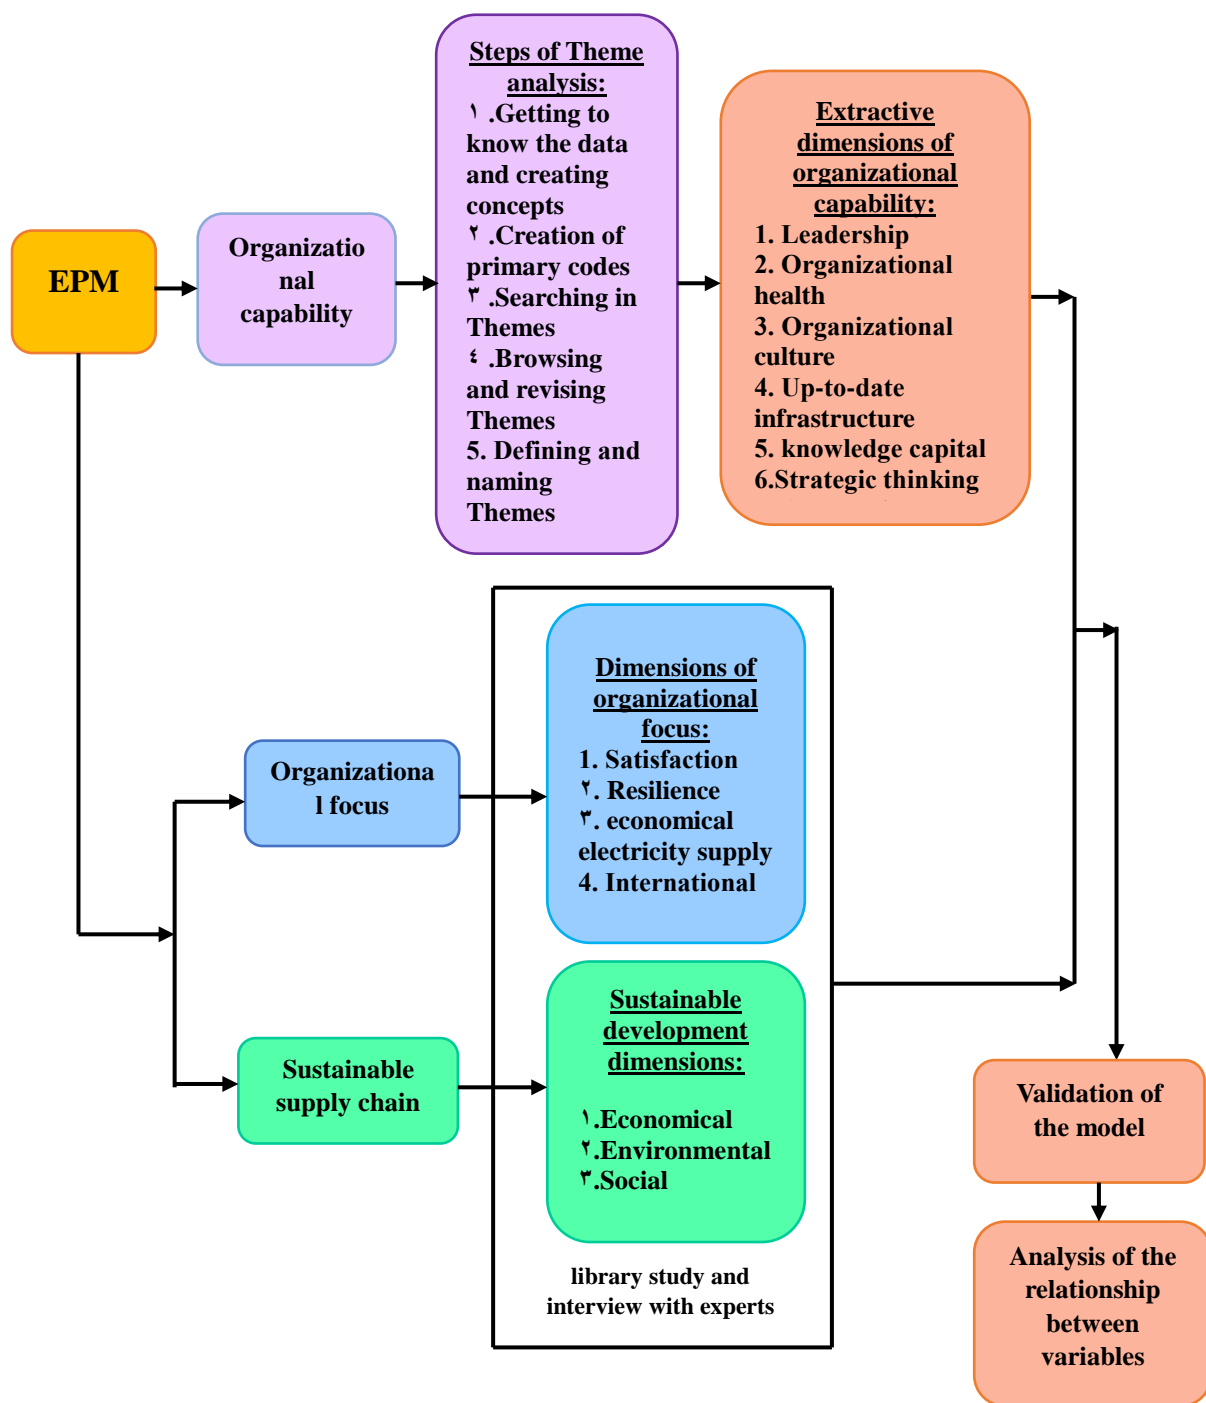 EPM
Organizatio
nal
capability
Steps of Theme
analysis:
١ .Getting to
know the data
and creating
concepts
٢ .Creation of
primary codes
٣ .Searching in
Themes
٤ .Browsing
and revising
Themes
5. Defining and
naming
Themes
Extractive
dimensions of
organizational
capability:
1. Leadership
2. Organizational
health
3. Organizational
culture
4. Up-to-date
infrastructure
5. knowledge capital
6.Strategic thinking
Organizationa
l focus
Dimensions of
organizational
focus:
1. Satisfaction
٢. Resilience
٣. economical
electricity supply
4. International
Sustainable
supply chain
Sustainable
development
dimensions:
١.Economical
٢.Environmental
٣.Social
library study and
interview with experts
Validation of
the model
Analysis of the
relationship
between
variables